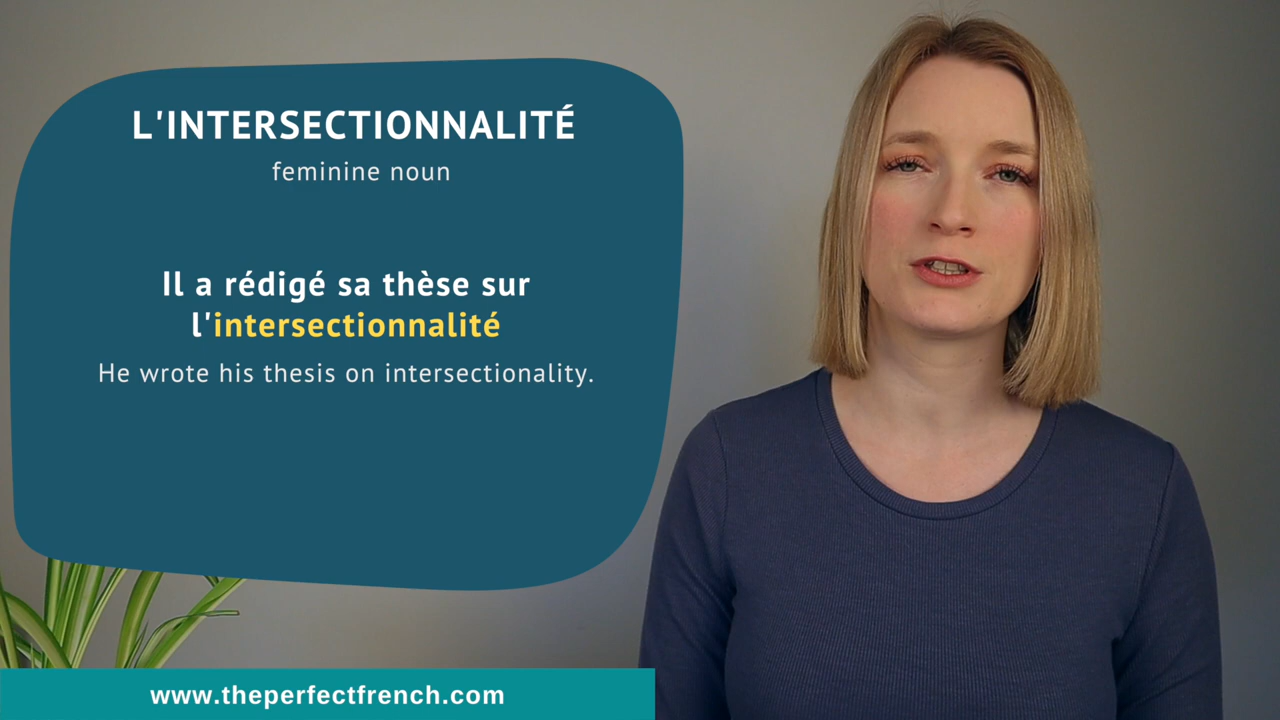 L'INTERSECTIONNALITÉ
feminine noun
Il a rédigé sa thèse sur
l'intersectionnalité
He wrote his thesis on intersectionality.
www.theperfectfrench.com